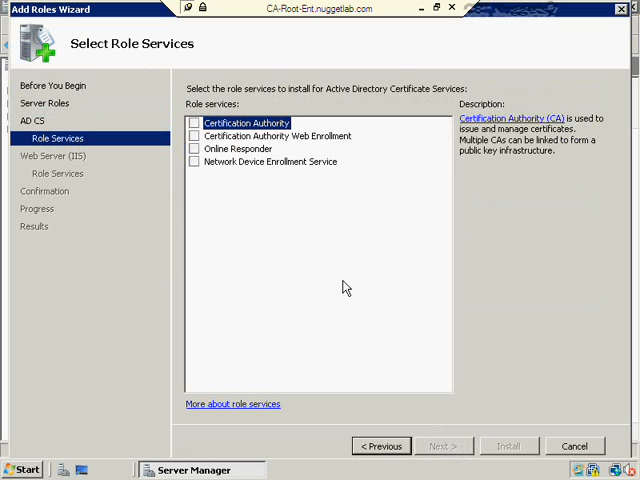 Add Roles Wizard
CA-Root-Ent.nuggetlab.com
Select Role Services
Before You Begin
Server Roles
AD CS
Role Services
Web Server (IIS)
Role Services
Confirmation
Progress
Results
Select the role services to install for Active Directory Certificate Services:
Role services:
Certification Authority
Certification Authority Web Enrollment
Online Responder
Network Device Enrollment Service
More about role services
Description:
Certification Authority (CA) is used to
issue and manage certificates.
Multiple CAs can be linked to form a
public key infrastructure.
< Previous
Next >
Install
Cancel
Start
Server Manager